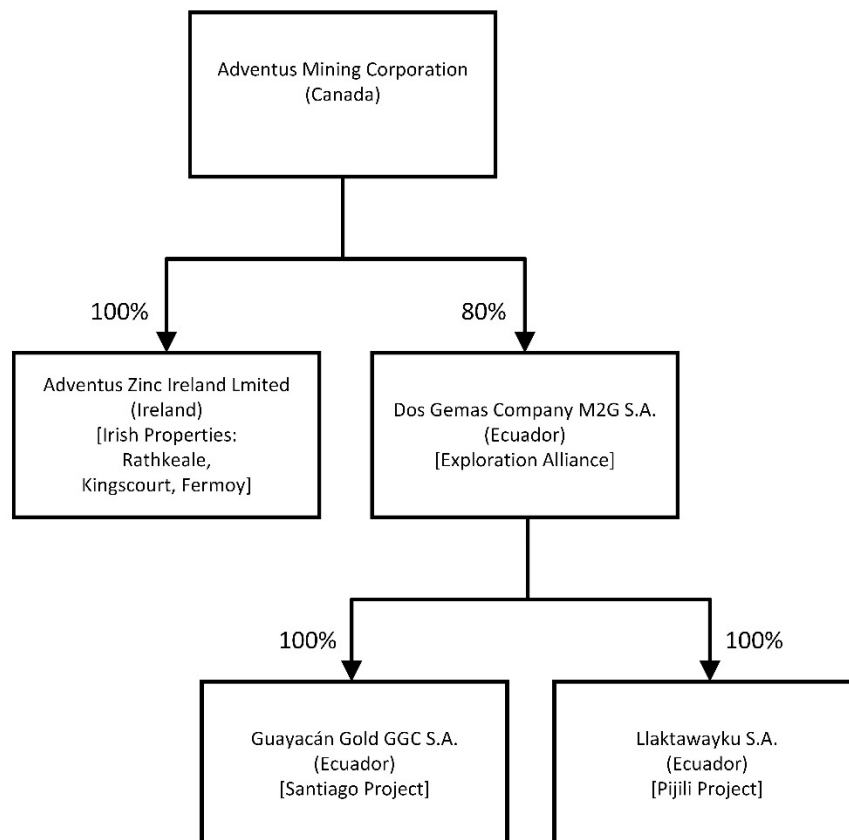 Adventus Mining Corporation
(Canada)
100%
80%
Adventus Zinc Ireland Lmited
(Ireland)
[Irish Properties:
Rathkeale,
Kingscourt, Fermoy]
Dos Gemas Company M2G S.A.
(Ecuador)
[Exploration Alliance]
100%
100%
Guayacán Gold GGC S.A.
(Ecuador)
[Santiago Project]
Llaktawayku S.A.
(Ecuador)
[Pijili Project]